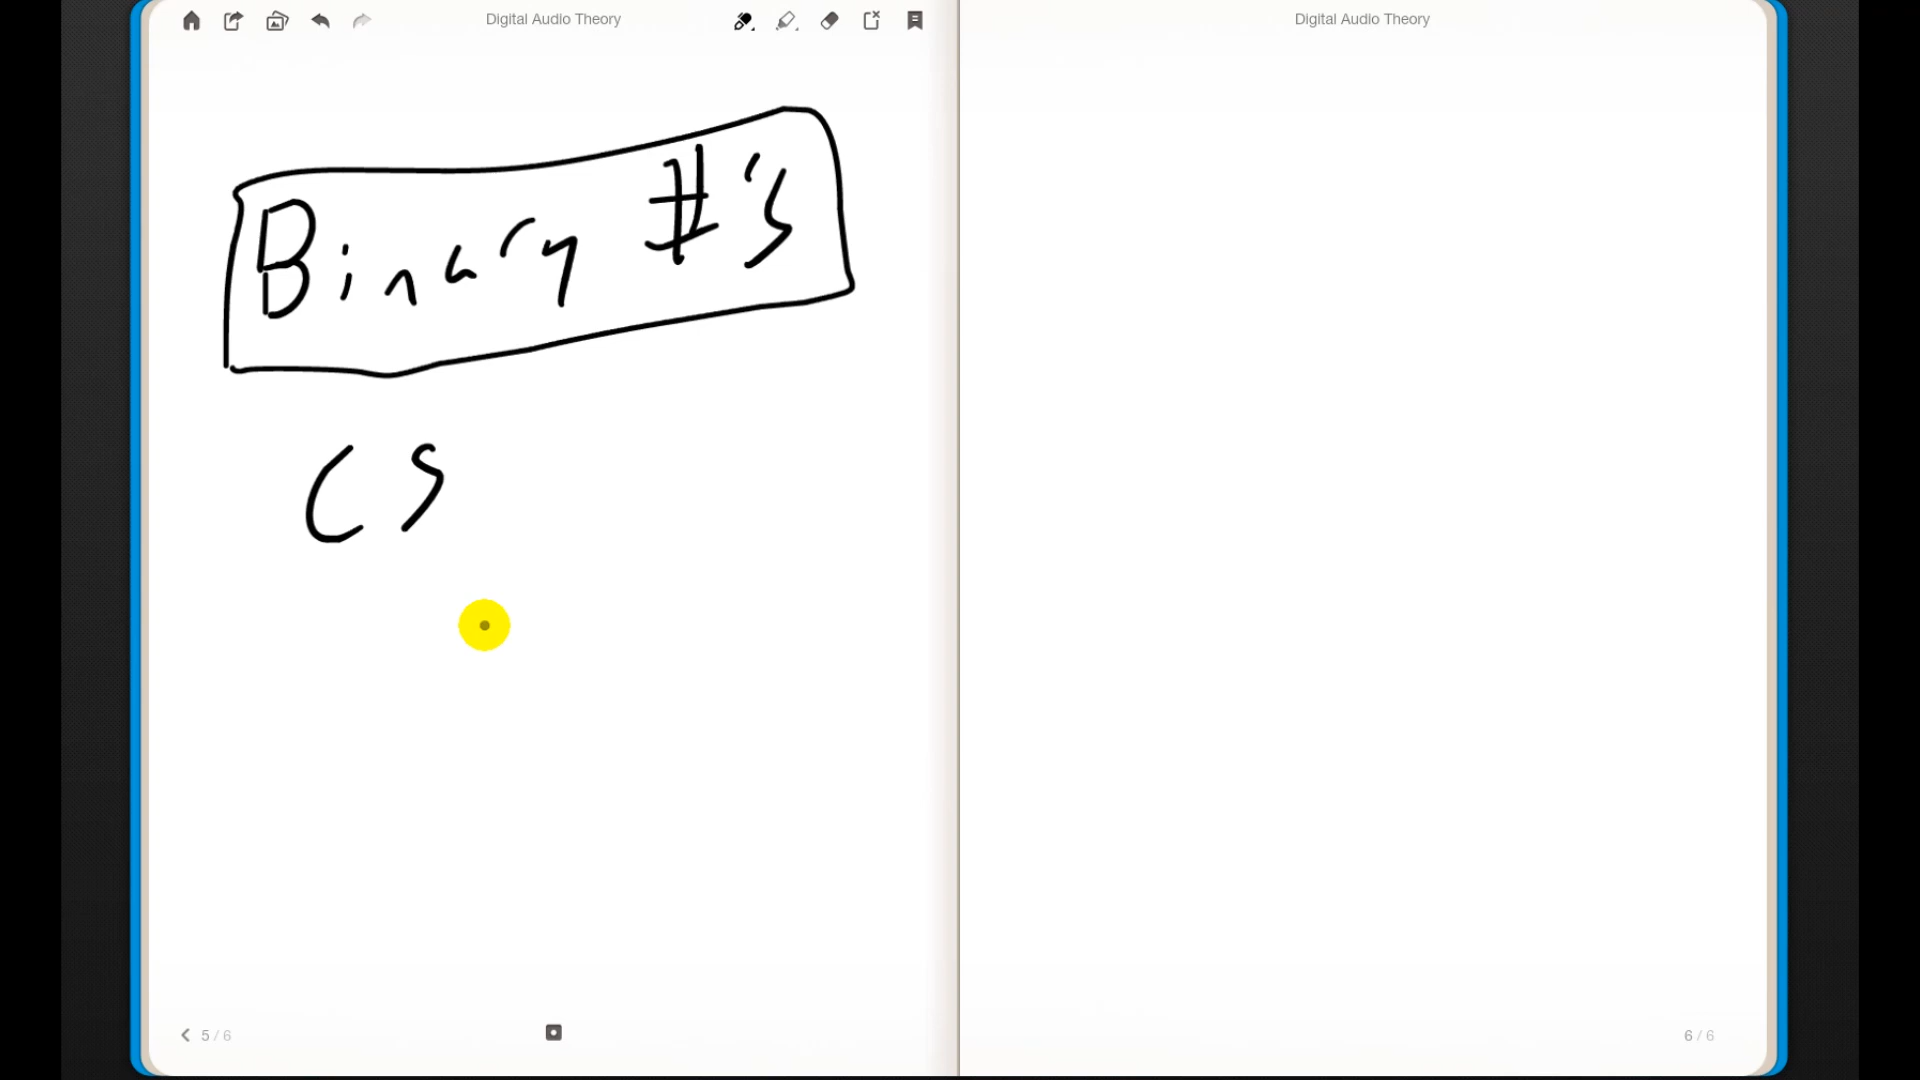 Digital Audio Theory
Binary #'s
CS
5 / 6
Digital Audio Theory
6 / 6